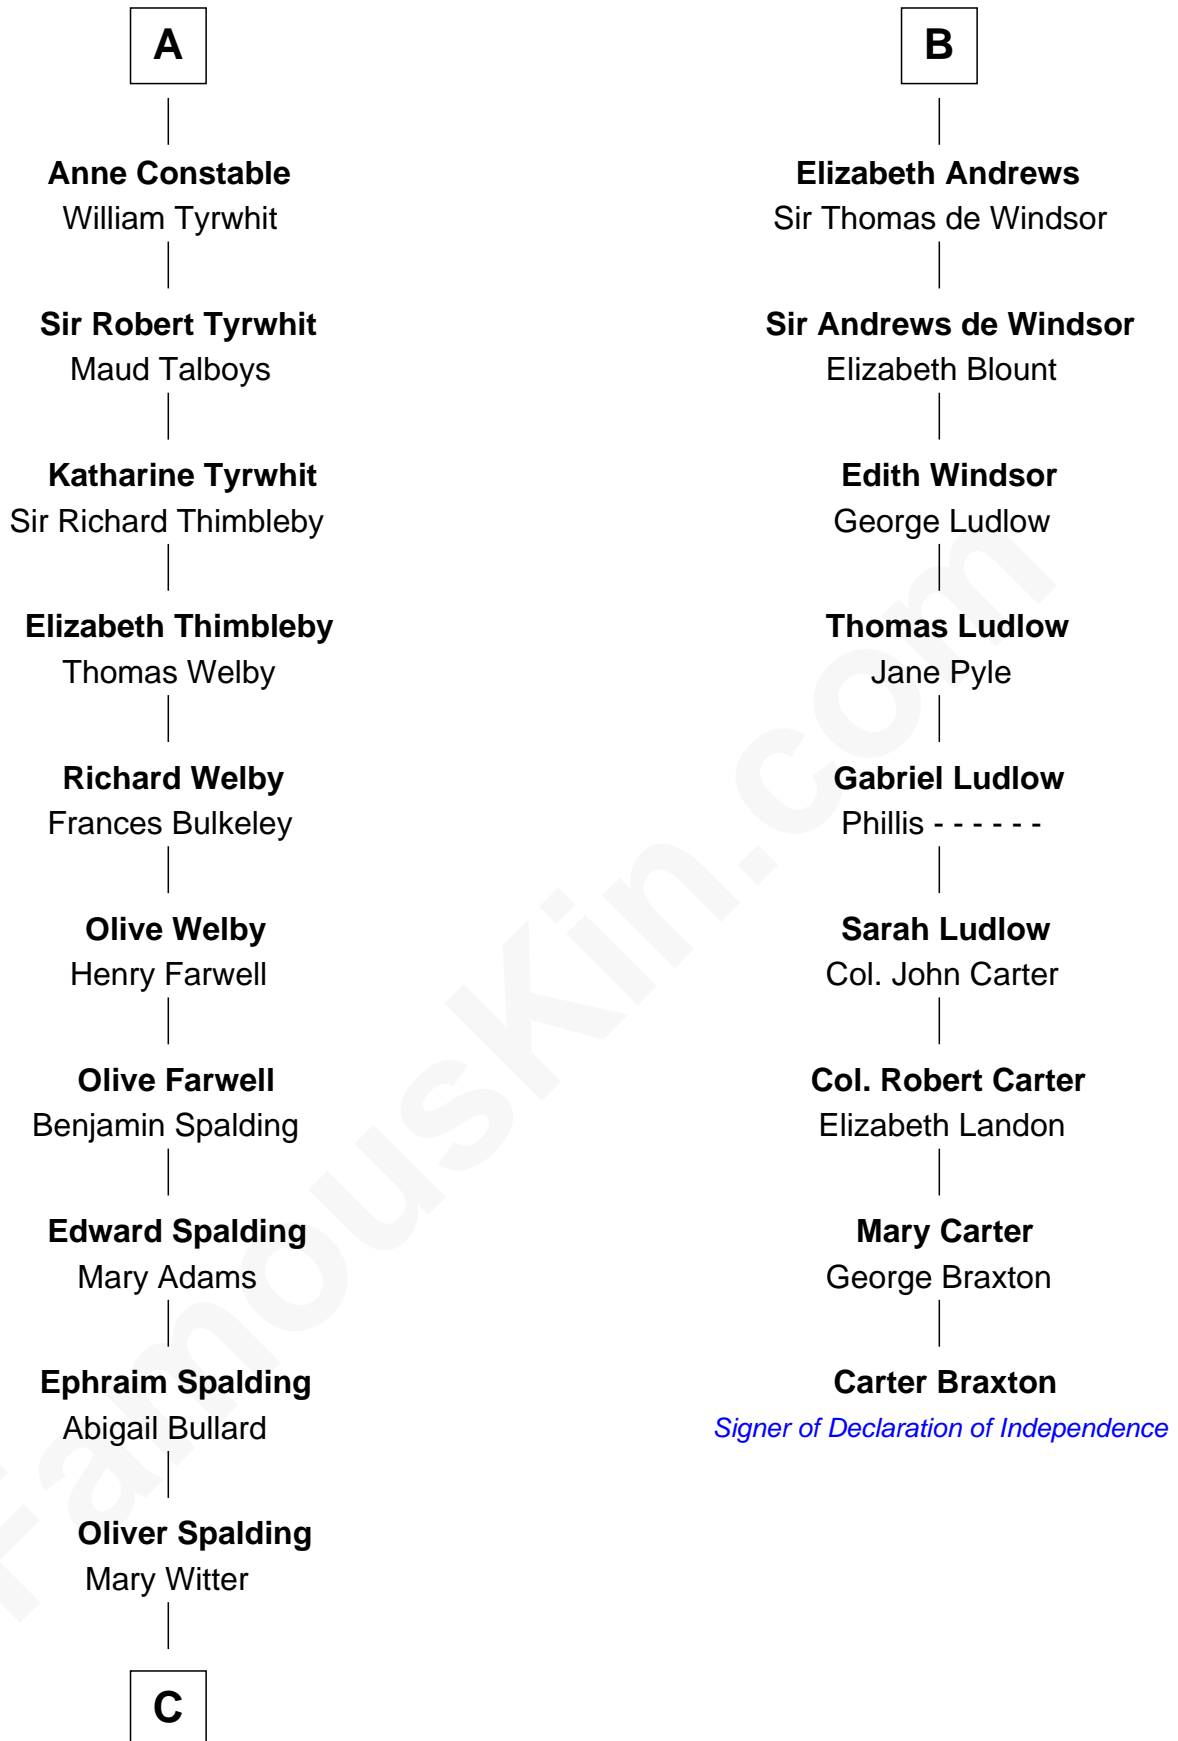 A
Anne Constable
William Tyrwhit
Sir Robert Tyrwhit
Maud Talboys
Katharine Tyrwhit
Sir Richard Thimbleby
Elizabeth Thimbleby
Thomas Welby
Richard Welby
Frances Bulkeley
Olive Welby
Henry Farwell
Olive Farwell
Benjamin Spalding
Edward Spalding
Mary Adams
Ephraim Spalding
Abigail Bullard
Oliver Spalding
Mary Witter
C
B
Elizabeth Andrews
Sir Thomas de Windsor
Sir Andrews de Windsor
Elizabeth Blount
Edith Windsor
George Ludlow
Thomas Ludlow
Jane Pyle
Gabriel Ludlow
Phillis - - - - - -
Sarah Ludlow
Col. John Carter
Col. Robert Carter
Elizabeth Landon
Mary Carter
George Braxton
Carter Braxton
Signer of Declaration of Independence
FamousKin.com